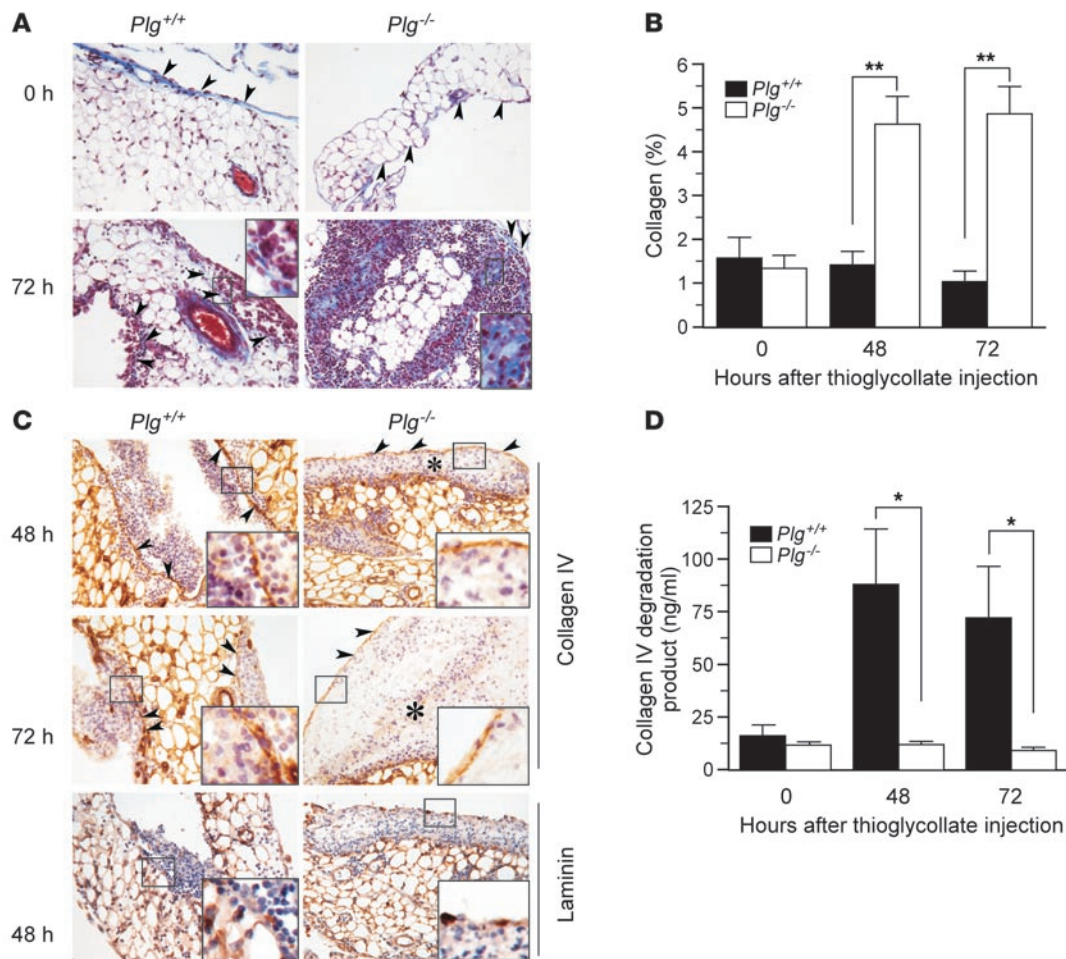 A
Plg+/+
Plg-/-
0 h
72 h
B
6
5
4
3
2
1
0
Collagen (%)
Plg+/+
Plg-/-
**
**
0
48
72
Hours after thioglycollate injection
C
Plg+/+
Plg-/-
48 h
*
72 h
*
48 h
Collagen IV
Laminin
D
125
100
75
50
25
0
Collagen IV degradation
product (ng/ml)
Plg+/+
Plg-/-
*
*
0
48
72
Hours after thioglycollate injection